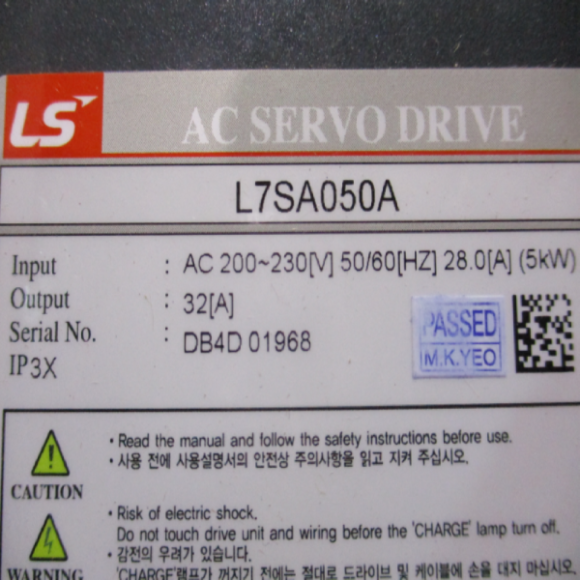 LS
AC SERVO DRIVE
L7SA050A
Input : AC 200~230[V] 50/60[HZ] 28.0[A] (5kW)
Output : 32[A]
Serial No. : DB4D 01968
IP3X
PASSED
M.K.YEO
CAUTION
• Read the manual and follow the safety instructions before use.
• 사용 전에 사용설명서의 안전상 주의사항을 읽고 지켜 주십시오.
WARNING
• Risk of electric shock.
Do not touch drive unit and wiring before the 'CHARGE' lamp turn off.
• 감전의 우려가 있습니다.
'CHARGE'램프가 꺼지기 전에는 절대로 드라이브 및 케이블에 손을 대지 마십시오.